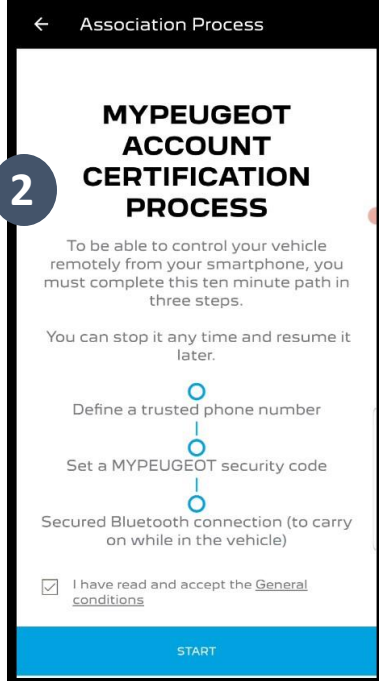 ← Association Process
MYPEUGEOT
ACCOUNT
CERTIFICATION
PROCESS
2
To be able to control your vehicle
remotely from your smartphone, you
must complete this ten minute path in
three steps.
You can stop it any time and resume it
later.
Define a trusted phone number
Set a MYPEUGEOT security code
Secured Bluetooth connection (to carry
on while in the vehicle)
I have read and accept the General
conditions
START